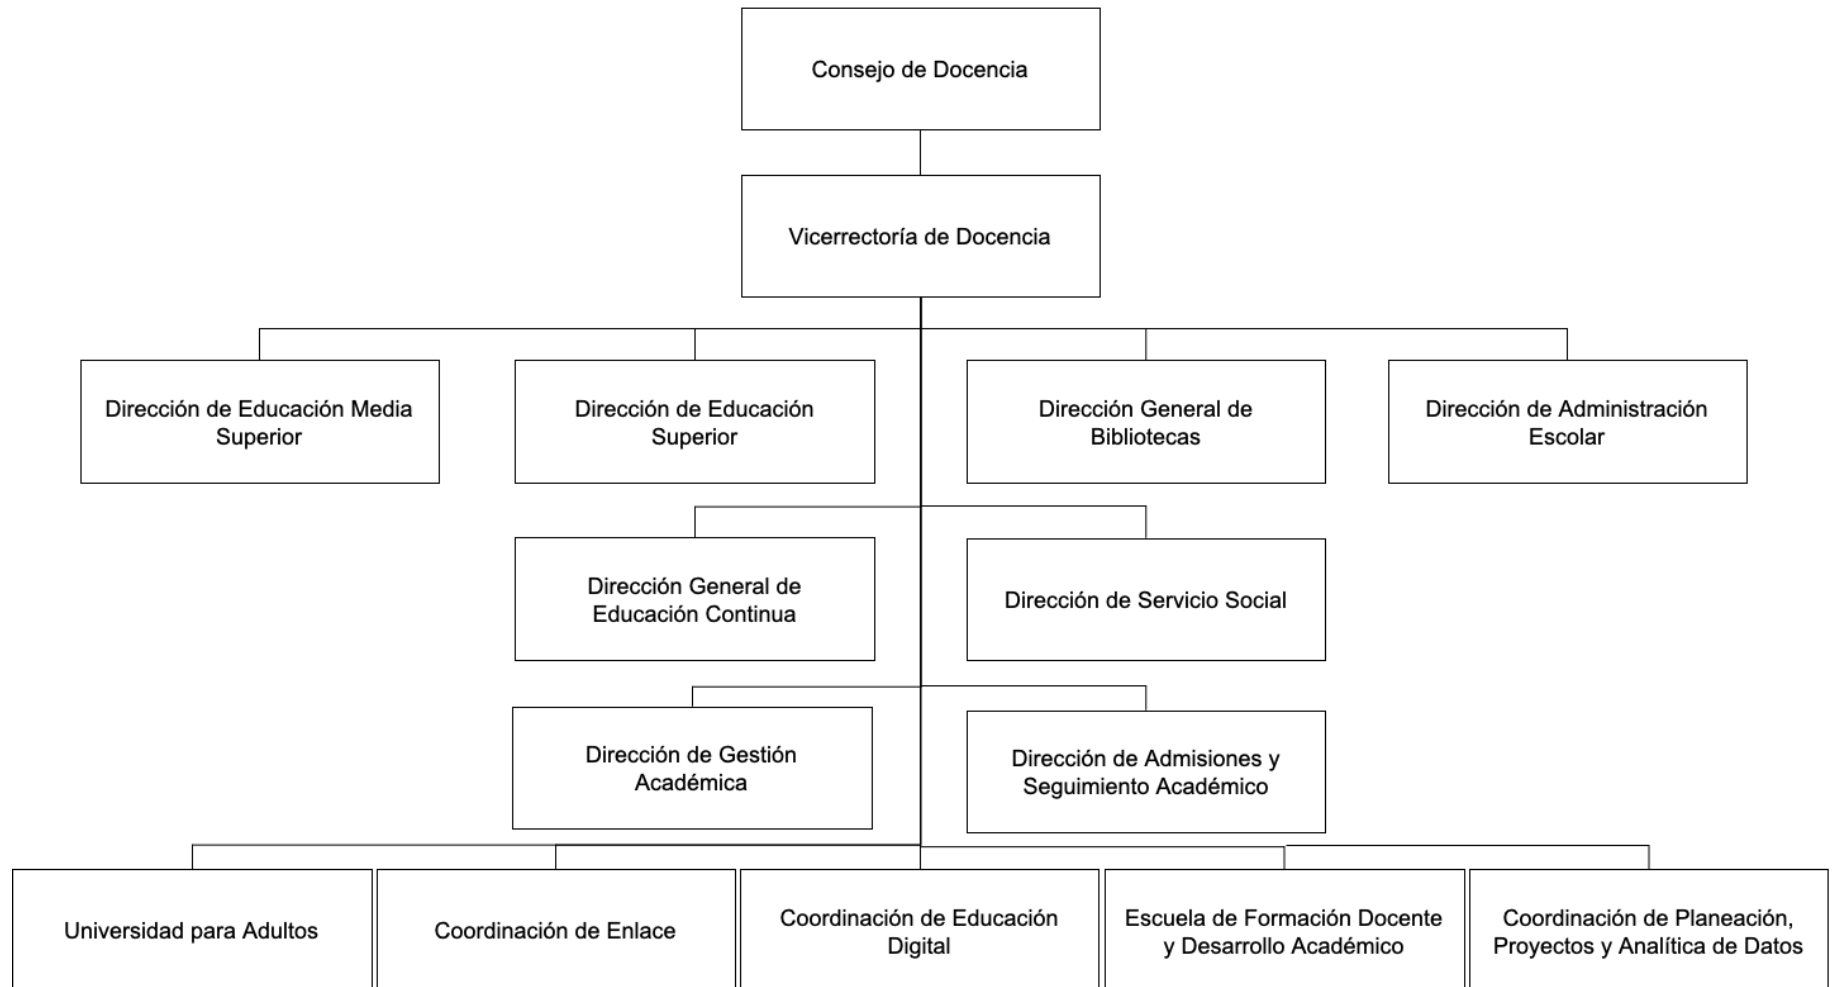 Consejo de Docencia
Vicerrectoría de Docencia
Dirección de Educación Media
Superior
Dirección de Educación
Superior
Dirección General de
Bibliotecas
Dirección de Administración
Escolar
Dirección General de
Educación Continua
Dirección de Servicio Social
Dirección de Gestión
Académica
Dirección de Admisiones y
Seguimiento Académico
Universidad para Adultos
Coordinación de Enlace
Coordinación de Educación
Digital
Escuela de Formación Docente
y Desarrollo Académico
Coordinación de Planeación,
Proyectos y Analítica de Datos